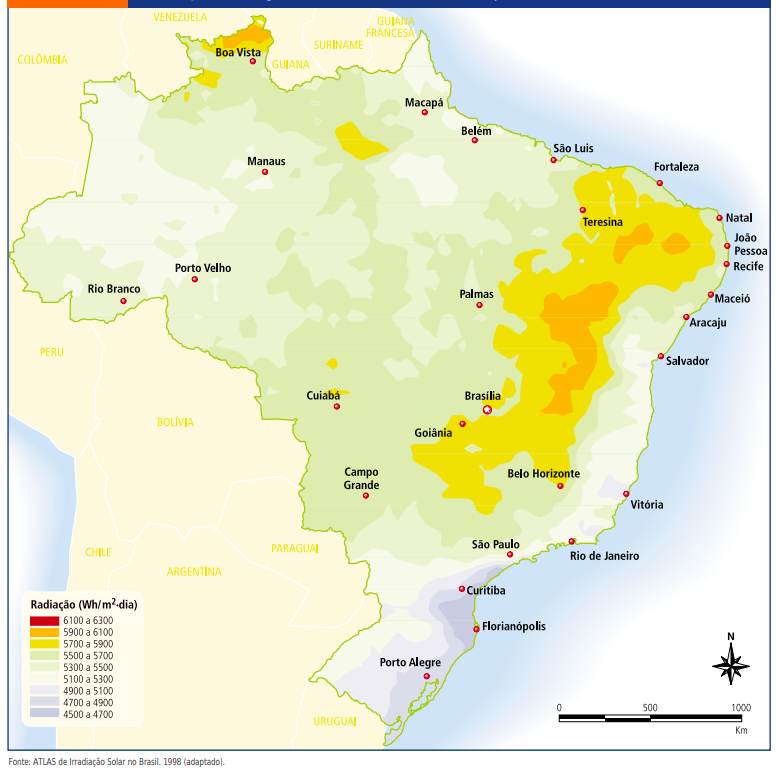 VENEZUELA
GUIANA
FRANCESA
SURINAME
COLÔMBIA
Boa Vista
GUIANA
Macapá
Belém
São Luis
Manaus
Fortaleza
Teresina
Natal
João
Pessoa
Recife
Porto Velho
Rio Branco
Palmas
Maceió
Aracaju
PERU
Salvador
Cuiabá
Brasília
BOLÍVIA
Goiânia
Campo
Grande
Belo Horizonte
Vitória
São Paulo
Rio de Janeiro
CHILE
PARAGUAI
ARGENTINA
Curitiba
Florianópolis
Porto Alegre
URUGUAI
Radiação (Wh/m²·dia)
6100 a 6300
5900 a 6100
5700 a 5900
5500 a 5700
5300 a 5500
5100 a 5300
4900 a 5100
4700 a 4900
4500 a 4700
N
0 500 1000
Km
Fonte: ATLAS de Irradiação Solar no Brasil. 1998 (adaptado).